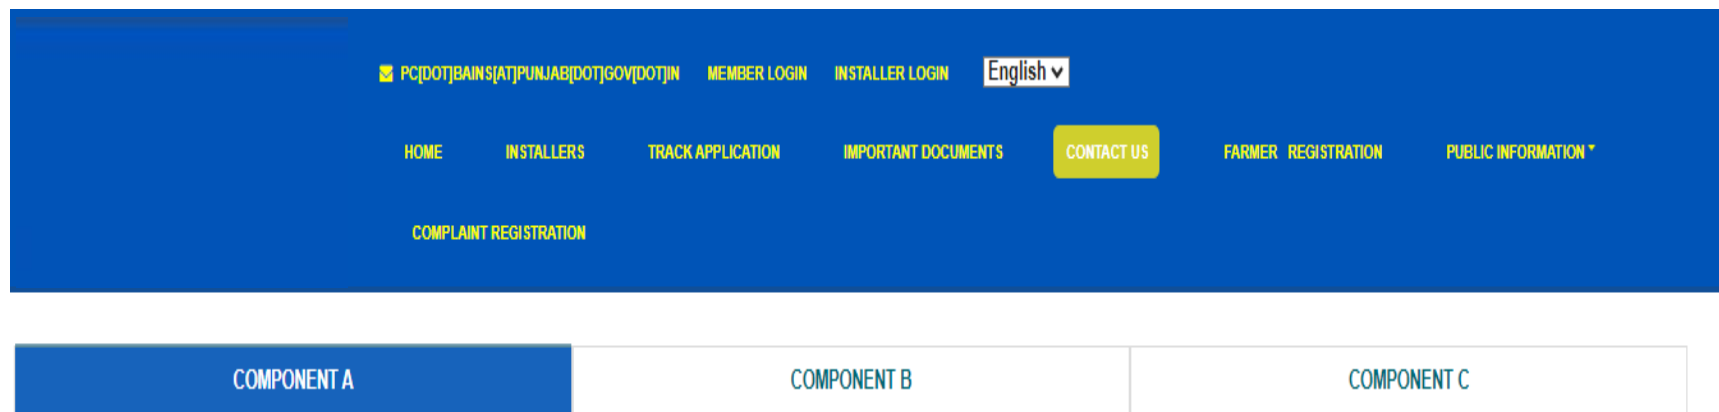 PC[DOT]BAINS[AT]PUNJAB[DOT]GOV[DOT]IN MEMBER LOGIN INSTALLER LOGIN English
HOME INSTALLERS TRACK APPLICATION IMPORTANT DOCUMENTS CONTACT US FARMER REGISTRATION PUBLIC INFORMATION
COMPLAINT REGISTRATION
COMPONENT A COMPONENT B COMPONENT C